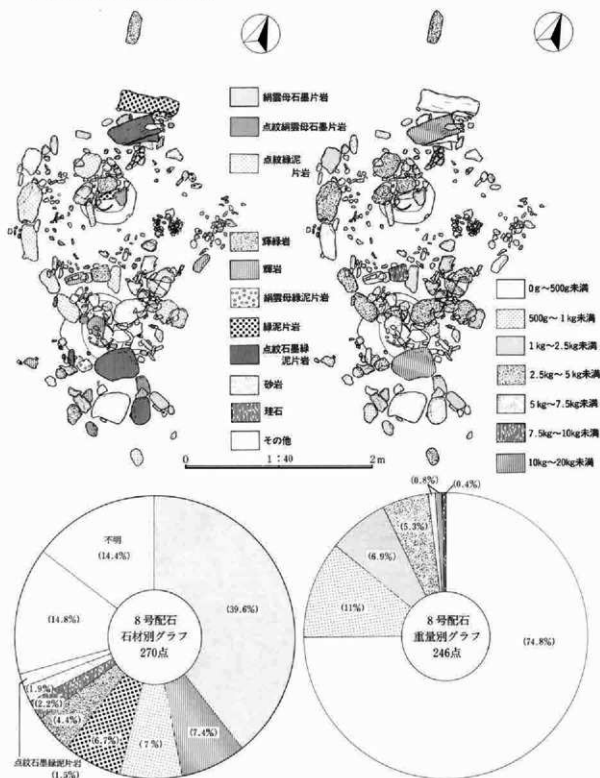 絹雲母石墨片岩
点紋絹雲母石墨片岩
点紋緑泥
片岩
輝緑岩
輝岩
絹雲母緑泥片岩
緑泥片岩
点紋石墨緑
泥片岩
砂岩
珪石
その他
0g〜500g未満
500g〜1kg未満
1kg〜2.5kg未満
2.5kg〜5kg未満
5kg〜7.5kg未満
7.5kg〜10kg未満
10kg〜20kg未満
0 1:40 2m
不明
(14.4%)
(14.8%)
(39.6%)
8号配石
石材別グラフ
270点
(1.9%)
(2.2%)
(4.4%)
(6.7%)
(7%)
(7.4%)
点紋石墨緑泥片岩
(1.5%)
(0.8%)
(0.4%)
(5.3%)
(6.9%)
(11%)
(74.8%)
8号配石
重量別グラフ
246点